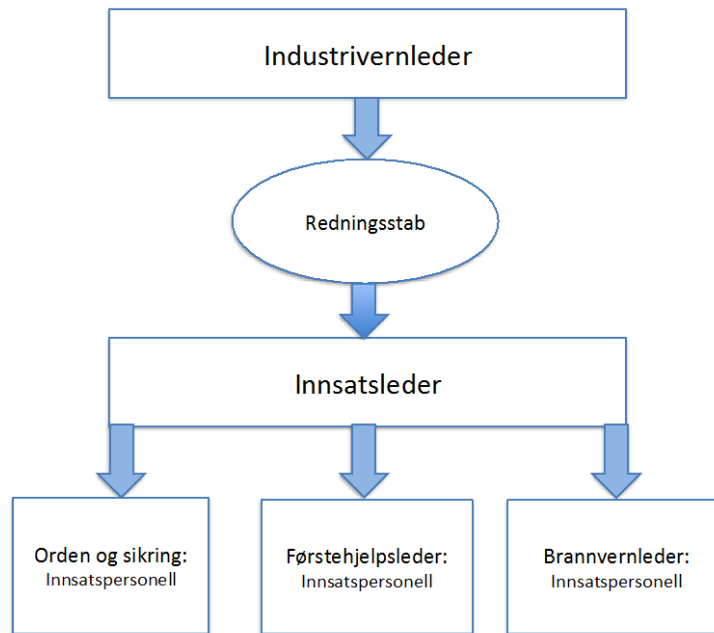 Industrivernleder
Redningsstab
Innsatsleder
Orden og sikring:
Innsatspersonell
Førstehjelpsleder:
Innsatspersonell
Brannvernleder:
Innsatspersonell